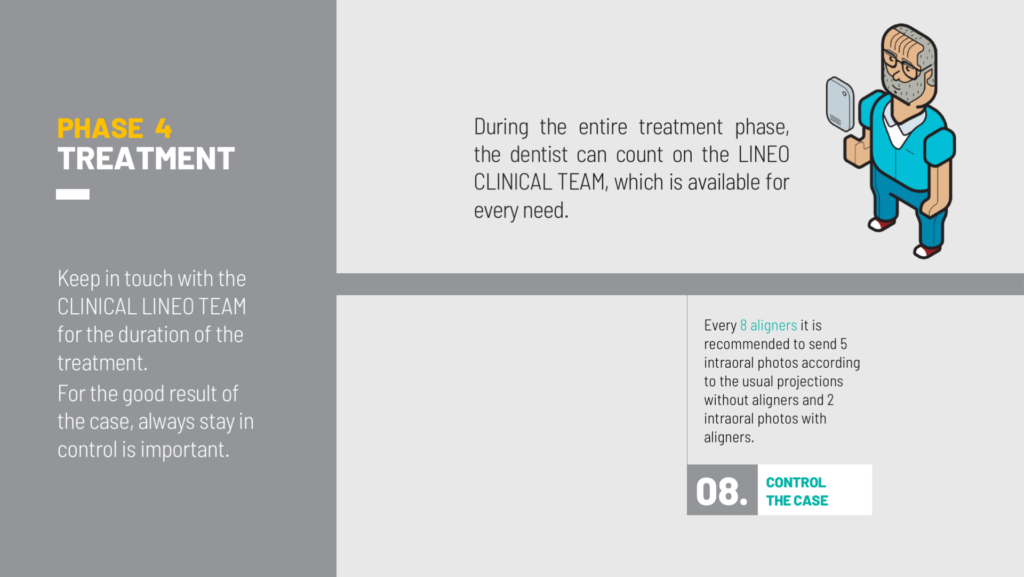 PHASE 4
TREATMENT
Keep in touch with the
CLINICAL LINEO TEAM
for the duration of the
treatment.
For the good result of
the case, always stay in
control is important.
During the entire treatment phase,
the dentist can count on the LINEO
CLINICAL TEAM, which is available for
every need.
Every 8 aligners it is
recommended to send 5
intraoral photos according
to the usual projections
without aligners and 2
intraoral photos with
aligners.
08.
CONTROL
THE CASE